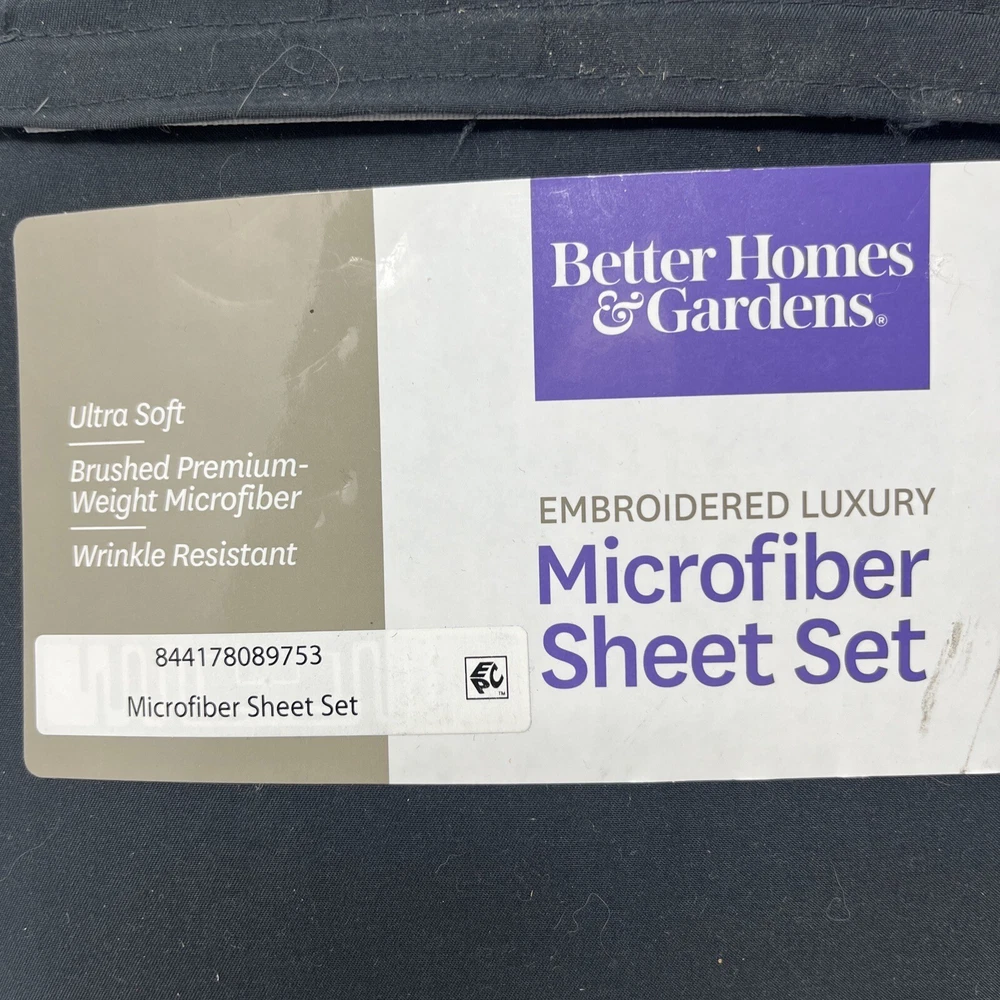 Better Homes
& Gardens®
Ultra Soft
Brushed Premium-
Weight Microfiber
Wrinkle Resistant
EMBROIDERED LUXURY
Microfiber
Sheet Set
844178089753
Microfiber Sheet Set
EPC™